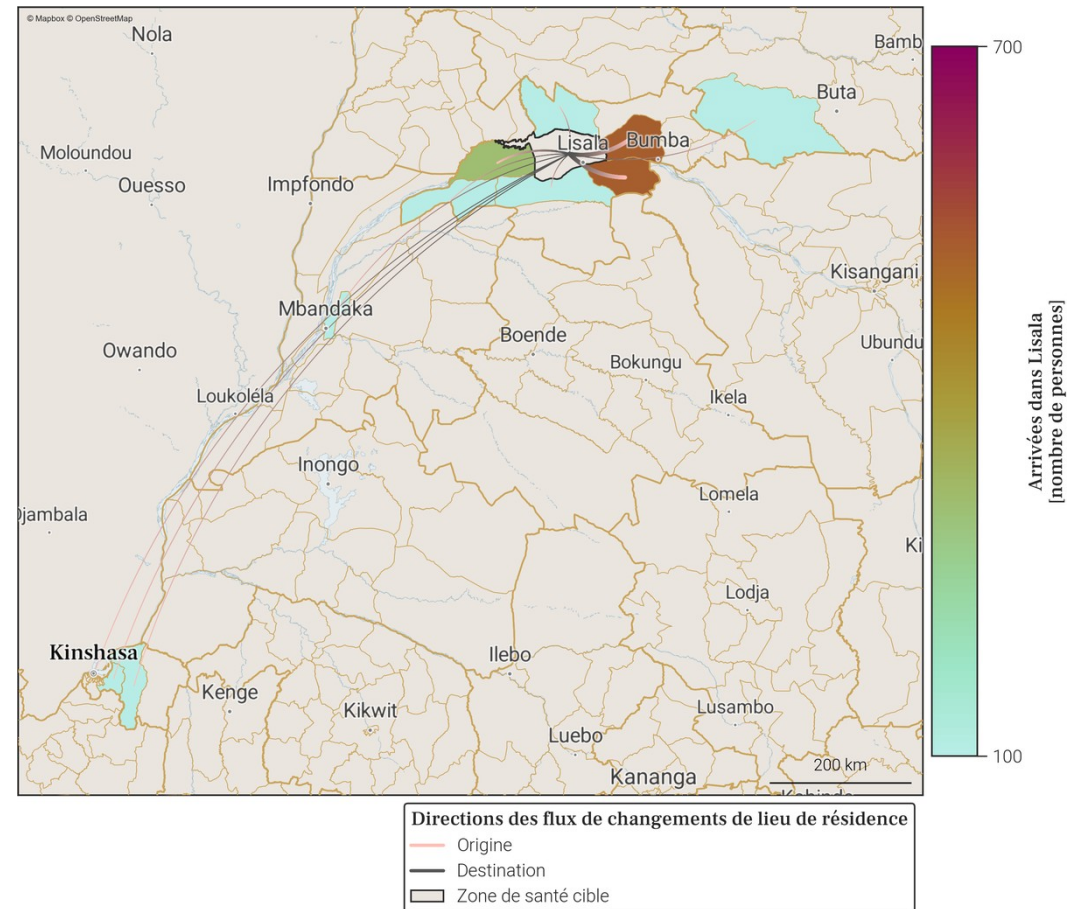 © Mapbox © OpenStreetMap
Nola
Bamb
Buta
Lisala
Bumba
Moloundou
Ouesso
Impfondo
Kisangani
Mbandaka
Boende
Ubundu
Owando
Bokungu
Loukoléla
Ikela
Inongo
Lomela
Djambala
Ki
Lodja
Kinshasa
Ilebo
Kenge
Kikwit
Lusambo
Luebo
Kananga
200 km
700
100
Arrivées dans Lisala
[nombre de personnes]
Directions des flux de changements de lieu de résidence
Origine
Destination
Zone de santé cible